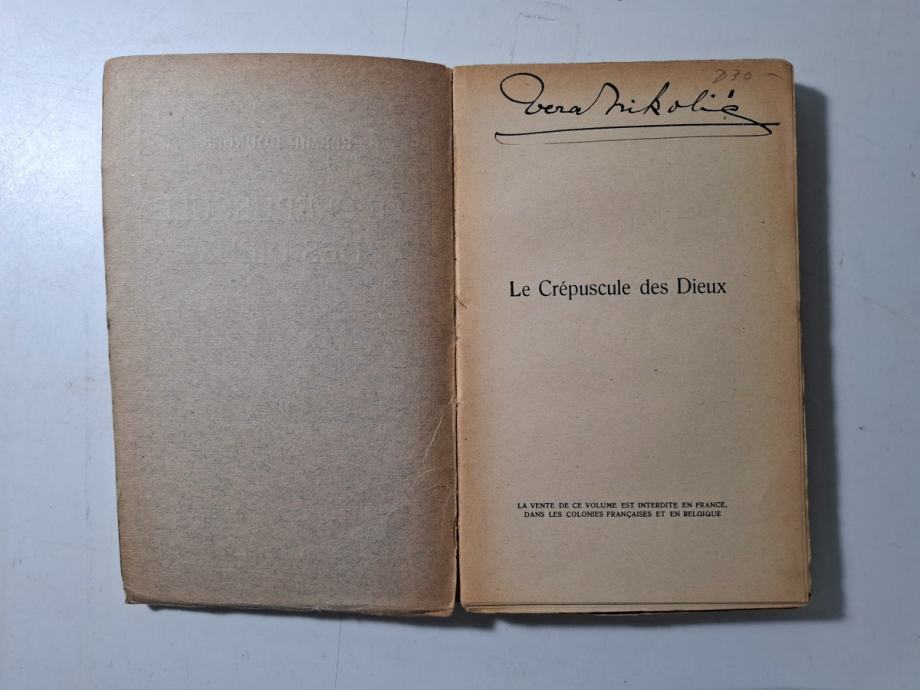 D30-
Vera Nikolić
Le Crépuscule des Dieux
LA VENTE DE CE VOLUME EST INTERDITE EN FRANCE,
DANS LES COLONIES FRANÇAISES ET EN BELGIQUE